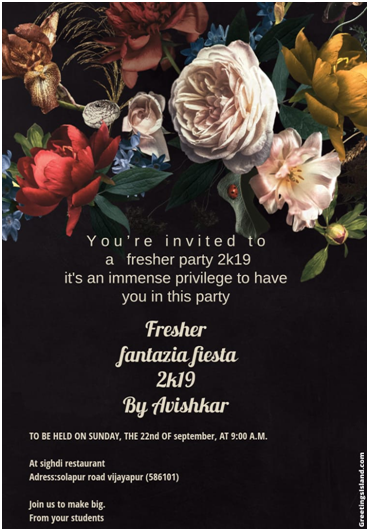 You're invited to
a fresher party 2k19
it's an immense privilege to have
you in this party
Fresher
fantazia fiesta
2k19
By Avishkar
TO BE HELD ON SUNDAY, THE 22nD OF september, AT 9:00 A.M.
At sighdi restaurant
Adress:solapur road vijayapur (586101)
Join us to make big.
From your students
Greetingsisland.com